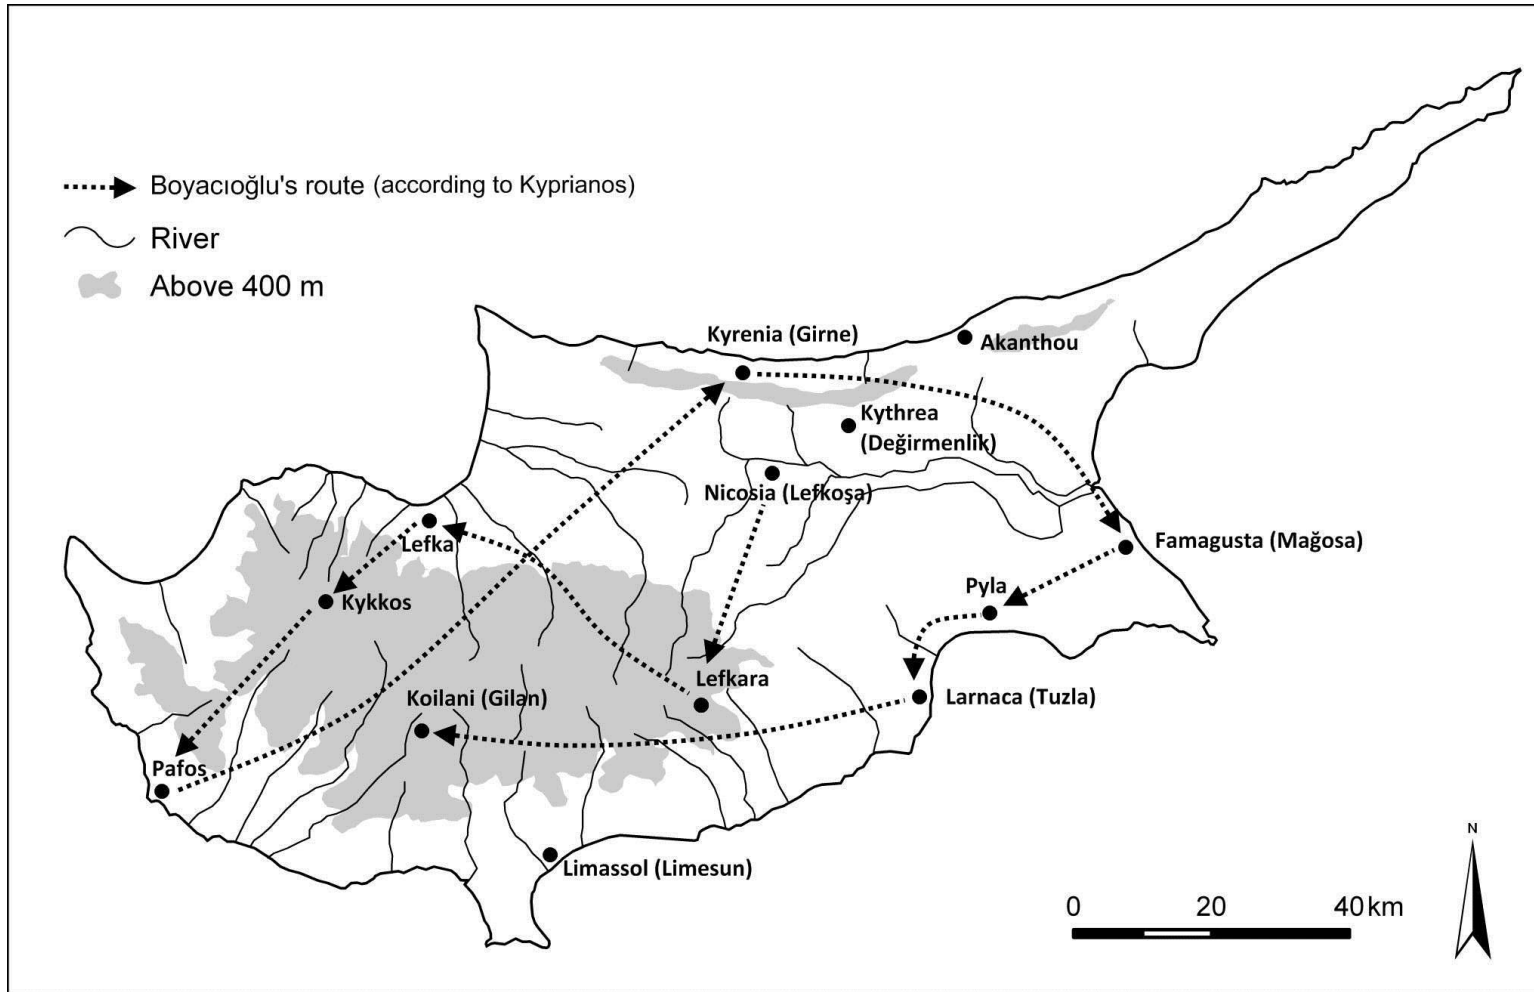 Boyacıoğlu's route (according to Kyprianos)
River
Above 400 m
Kyrenia (Girne)
Akanthou
Kythrea
(Değirmenlik)
Nicosia (Lefkoşa)
Lefka
Famagusta (Mağosa)
Pyla
Kykkos
Lefkara
Koilani (Gilan)
Larnaca (Tuzla)
Pafos
Limassol (Limesun)
N
0 20 40 km